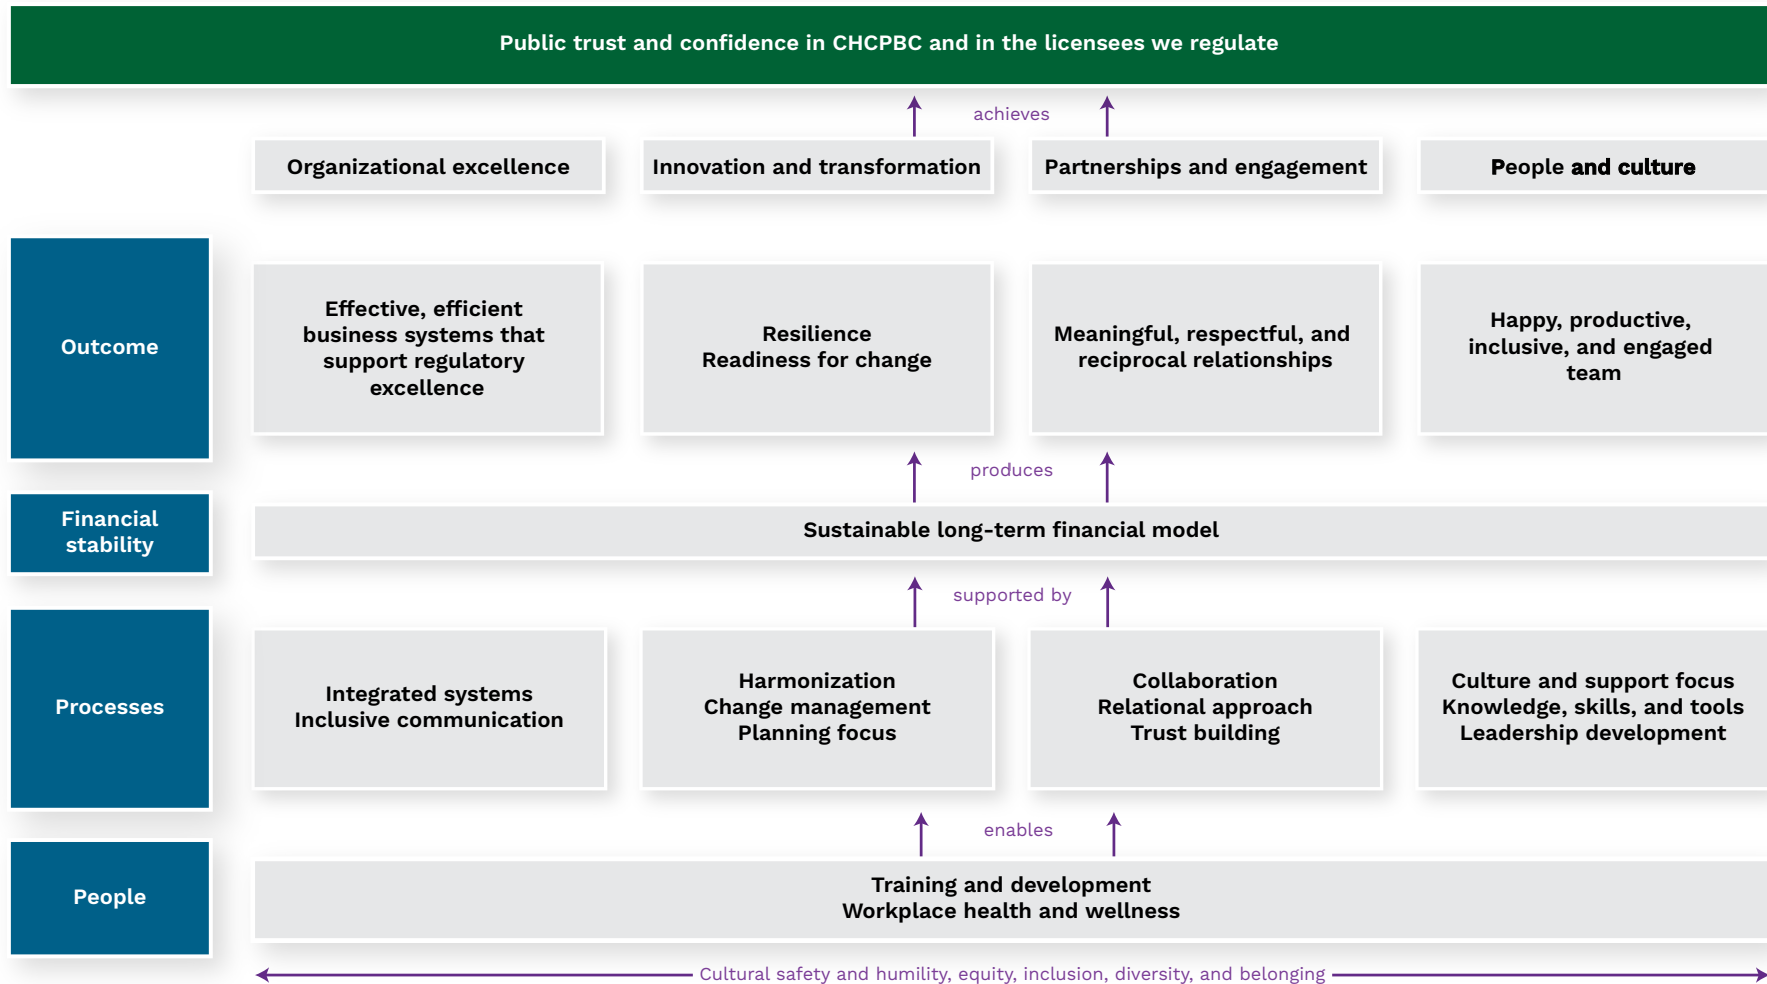 Public trust and confidence in CHCPBC and in the licensees we regulate
achieves
Organizational excellence
Innovation and transformation
Partnerships and engagement
People and culture
Outcome
Effective, efficient
business systems that
support regulatory
excellence
Resilience
Readiness for change
Meaningful, respectful, and
reciprocal relationships
Happy, productive,
inclusive, and engaged
team
produces
Financial
stability
Sustainable long-term financial model
supported by
Processes
Integrated systems
Inclusive communication
Harmonization
Change management
Planning focus
Collaboration
Relational approach
Trust building
Culture and support focus
Knowledge, skills, and tools
Leadership development
enables
People
Training and development
Workplace health and wellness
Cultural safety and humility, equity, inclusion, diversity, and belonging